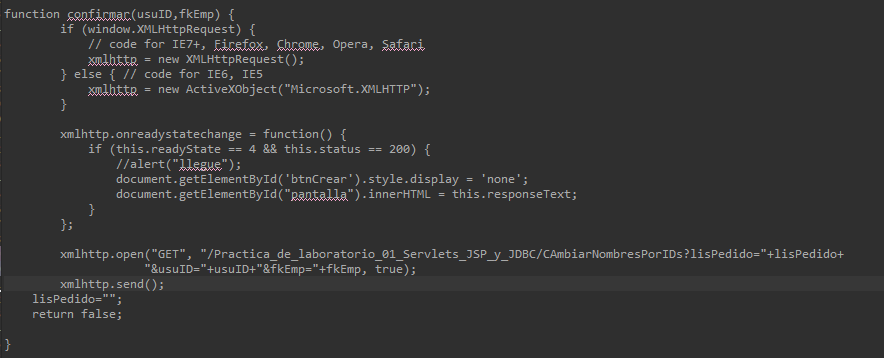 function confirmar(usuID,fkEmp) {
if (window.XMLHttpRequest) {
// code for IE7+, Firefox, Chrome, Opera, Safari
xmlhttp = new XMLHttpRequest();
} else { // code for IE6, IE5
xmlhttp = new ActiveXObject("Microsoft.XMLHTTP");
}
xmlhttp.onreadystatechange = function() {
if (this.readyState == 4 && this.status == 200) {
//alert("llegue");
document.getElementById('btnCrear').style.display = 'none';
document.getElementById("pantalla").innerHTML = this.responseText;
}
};
xmlhttp.open("GET", "/Practica_de_laboratorio_01_Servlets_JSP_y_JDBC/CAmbiarNombresPorIDs?lisPedido="+lisPedido+
"&usuID="+usuID+"&fkEmp="+fkEmp, true);
xmlhttp.send();
lisPedido="";
return false;
}